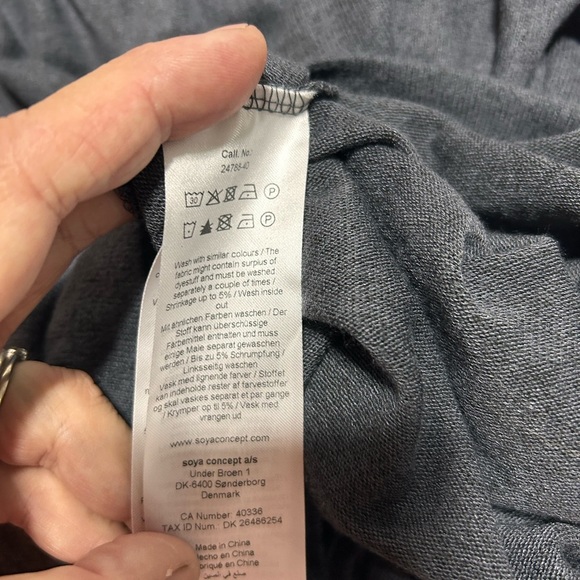 Call. No:
24788-40
30 P
P
Wash with similar colours / The
fabric might contain surplus of
dyestuff and must be washed
separately a couple of times /
Shrinkage up to 5% / Wash inside
out
Mit ähnlichen Farben waschen / Der
Stoff kann überschüssige
Farbemittel enthalten und muss
einige Male separat gewaschen
werden / Bis zu 5% Schrumpfung /
Linksseitig waschen
Vask med lignende farver / Stoffet
kan indeholde rester af farvestoffer
og skal vaskes separat et par gange
/ Krymper op til 5% / Vask med
vrangen ud
www.soyaconcept.com
soya concept a/s
Under Broen 1
DK-6400 Sønderborg
Denmark
CA Number: 40336
TAX ID Num.: DK 26486254
Made in China
Hecho en China
Fabriqué en China
صنع في الصين